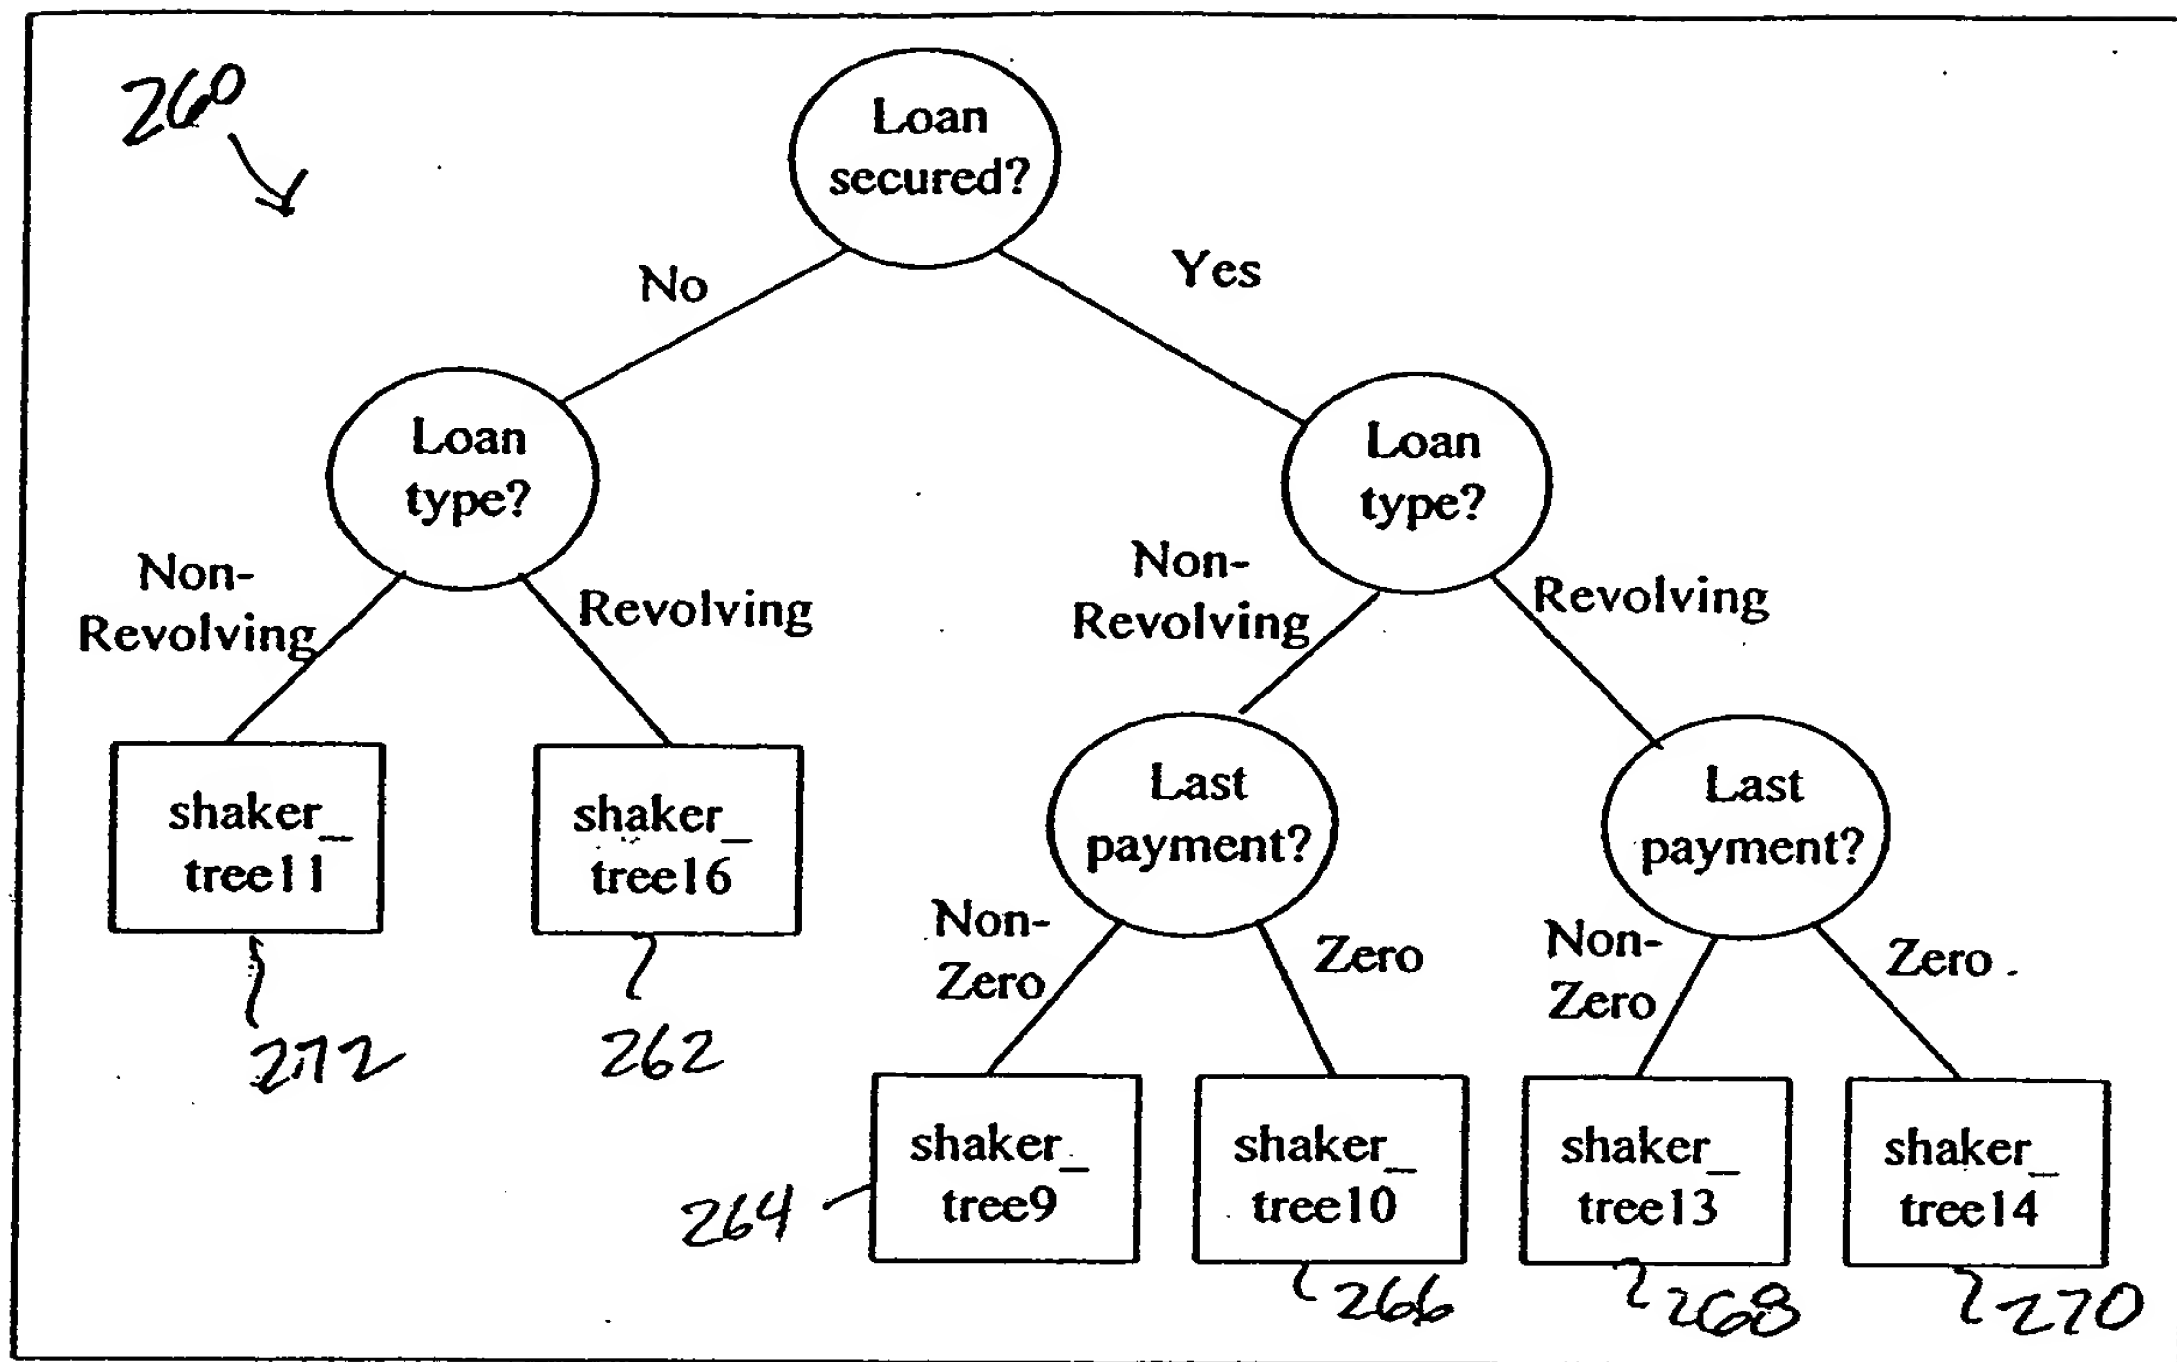 260
Loan
secured?
No
Yes
Loan
type?
Loan
type?
Non-
Revolving
Revolving
Non-
Revolving
Revolving
shaker_
tree11
shaker_
tree16
272
262
Last
payment?
Last
payment?
Non-
Zero
Zero
Non-
Zero
Zero
shaker_
tree9
shaker_
tree10
shaker_
tree13
shaker_
tree14
264
266
268
270